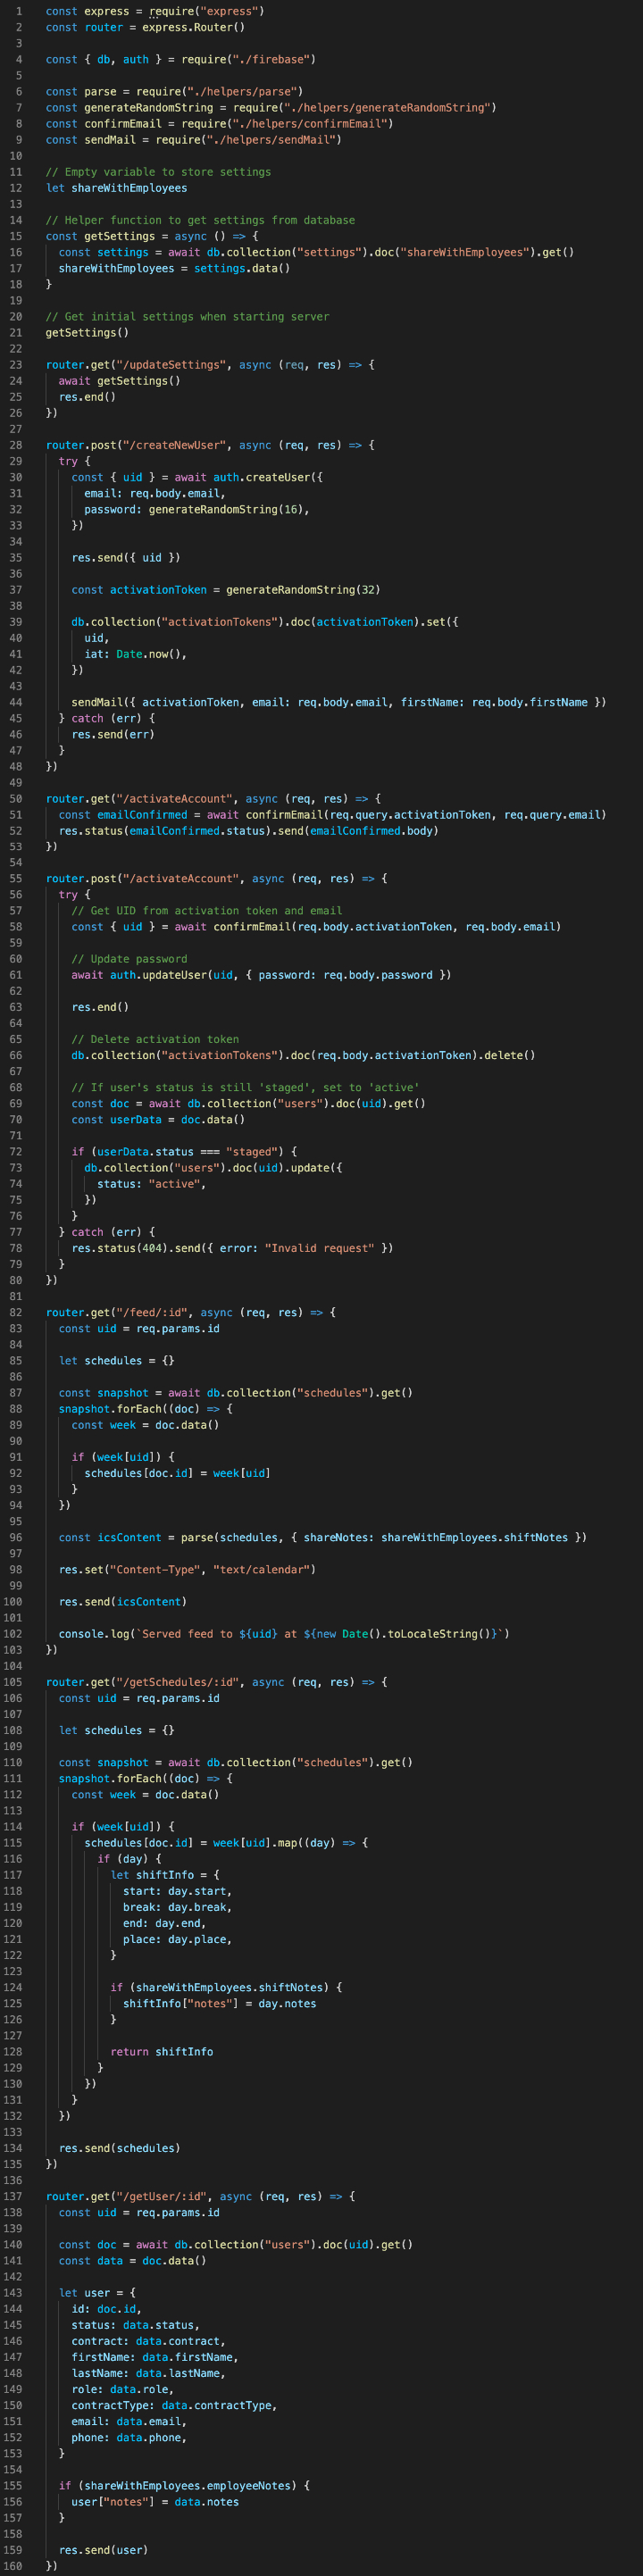 1 const express = require("express")
2 const router = express.Router()
3
4 const { db, auth } = require("./firebase")
5
6 const parse = require("./helpers/parse")
7 const generateRandomString = require("./helpers/generateRandomString")
8 const confirmEmail = require("./helpers/confirmEmail")
9 const sendMail = require("./helpers/sendMail")
10
11 // Empty variable to store settings
12 let shareWithEmployees
13
14 // Helper function to get settings from database
15 const getSettings = async () => {
16   const settings = await db.collection("settings").doc("shareWithEmployees").get()
17   shareWithEmployees = settings.data()
18 }
19
20 // Get initial settings when starting server
21 getSettings()
22
23 router.get("/updateSettings", async (req, res) => {
24   await getSettings()
25   res.end()
26 })
27
28 router.post("/createNewUser", async (req, res) => {
29   try {
30     const { uid } = await auth.createUser({
31       email: req.body.email,
32       password: generateRandomString(16),
33     })
34
35     res.send({ uid })
36
37     const activationToken = generateRandomString(32)
38
39     db.collection("activationTokens").doc(activationToken).set({
40       uid,
41       iat: Date.now(),
42     })
43
44     sendMail({ activationToken, email: req.body.email, firstName: req.body.firstName })
45   } catch (err) {
46     res.send(err)
47   }
48 })
49
50 router.get("/activateAccount", async (req, res) => {
51   const emailConfirmed = await confirmEmail(req.query.activationToken, req.query.email)
52   res.status(emailConfirmed.status).send(emailConfirmed.body)
53 })
54
55 router.post("/activateAccount", async (req, res) => {
56   try {
57     // Get UID from activation token and email
58     const { uid } = await confirmEmail(req.body.activationToken, req.body.email)
59
60     // Update password
61     await auth.updateUser(uid, { password: req.body.password })
62
63     res.end()
64
65     // Delete activation token
66     db.collection("activationTokens").doc(req.body.activationToken).delete()
67
68     // If user's status is still 'staged', set to 'active'
69     const doc = await db.collection("users").doc(uid).get()
70     const userData = doc.data()
71
72     if (userData.status === "staged") {
73       db.collection("users").doc(uid).update({
74         status: "active",
75       })
76     }
77   } catch (err) {
78     res.status(404).send({ error: "Invalid request" })
79   }
80 })
81
82 router.get("/feed/:id", async (req, res) => {
83   const uid = req.params.id
84
85   let schedules = {}
86
87   const snapshot = await db.collection("schedules").get()
88   snapshot.forEach((doc) => {
89     const week = doc.data()
90
91     if (week[uid]) {
92       schedules[doc.id] = week[uid]
93     }
94   })
95
96   const icsContent = parse(schedules, { shareNotes: shareWithEmployees.shiftNotes })
97
98   res.set("Content-Type", "text/calendar")
99
100   res.send(icsContent)
101
102   console.log(`Served feed to ${uid} at ${new Date().toLocaleString()}`)
103 })
104
105 router.get("/getSchedules/:id", async (req, res) => {
106   const uid = req.params.id
107
108   let schedules = {}
109
110   const snapshot = await db.collection("schedules").get()
111   snapshot.forEach((doc) => {
112     const week = doc.data()
113
114     if (week[uid]) {
115       schedules[doc.id] = week[uid].map((day) => {
116         if (day) {
117           let shiftInfo = {
118             start: day.start,
119             break: day.break,
120             end: day.end,
121             place: day.place,
122           }
123
124           if (shareWithEmployees.shiftNotes) {
125             shiftInfo["notes"] = day.notes
126           }
127
128           return shiftInfo
129         }
130       })
131     }
132   })
133
134   res.send(schedules)
135 })
136
137 router.get("/getUser/:id", async (req, res) => {
138   const uid = req.params.id
139
140   const doc = await db.collection("users").doc(uid).get()
141   const data = doc.data()
142
143   let user = {
144     id: doc.id,
145     status: data.status,
146     contract: data.contract,
147     firstName: data.firstName,
148     lastName: data.lastName,
149     role: data.role,
150     contractType: data.contractType,
151     email: data.email,
152     phone: data.phone,
153   }
154
155   if (shareWithEmployees.employeeNotes) {
156     user["notes"] = data.notes
157   }
158
159   res.send(user)
160 })